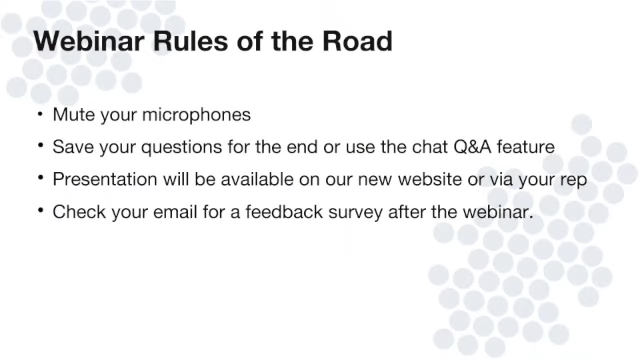 Webinar Rules of the Road
• Mute your microphones
• Save your questions for the end or use the chat Q&A feature
• Presentation will be available on our new website or via your rep
• Check your email for a feedback survey after the webinar.